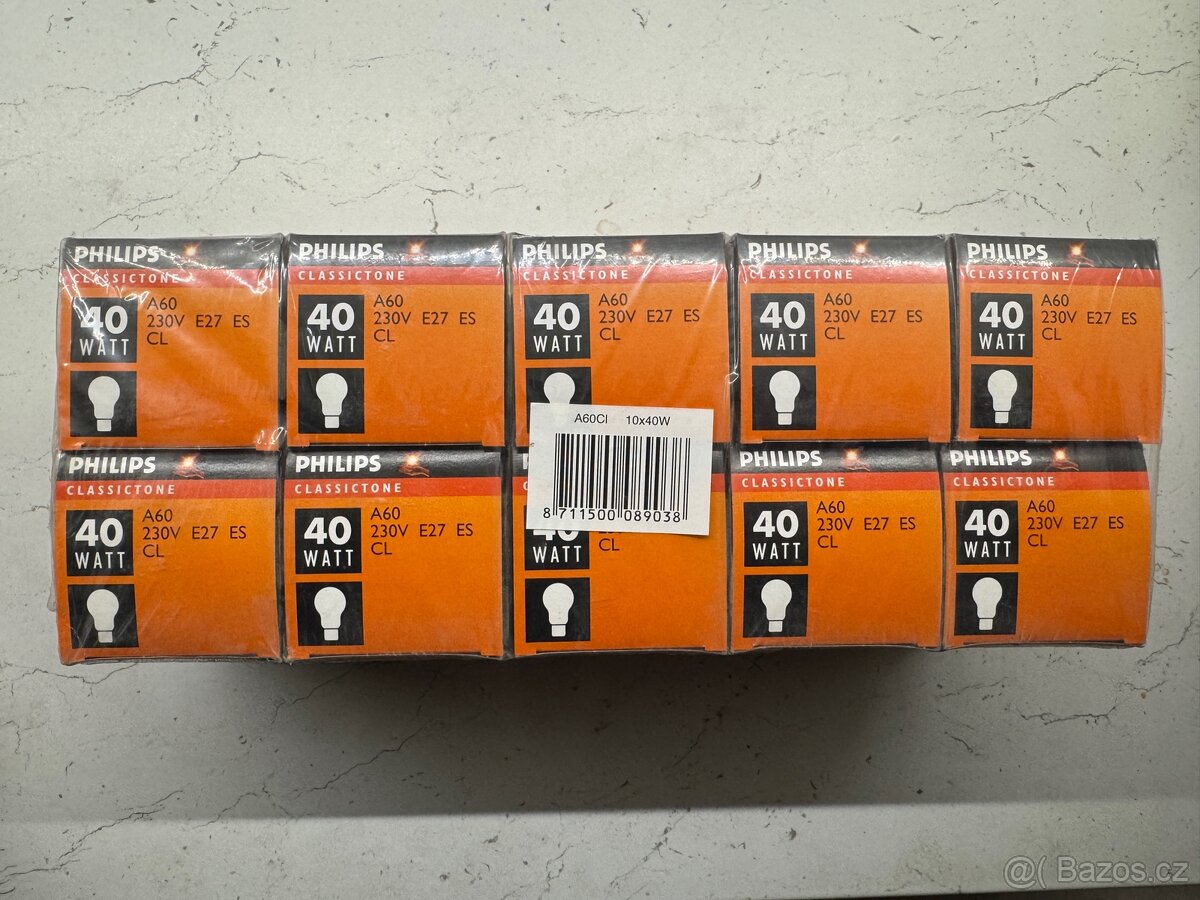 PHILIPS
CLASSICTONE
40
WATT
A60
230V E27 ES
CL
PHILIPS
CLASSICTONE
40
WATT
A60
230V E27 ES
CL
PHILIPS
CLASSICTONE
40
WATT
A60
230V E27 ES
CL
PHILIPS
CLASSICTONE
40
WATT
A60
230V E27 ES
CL
PHILIPS
CLASSICTONE
40
WATT
A60
230V E27 ES
CL
A60Cl 10x40W
8 711500 089038
PHILIPS
CLASSICTONE
40
WATT
A60
230V E27 ES
CL
PHILIPS
CLASSICTONE
40
WATT
A60
230V E27 ES
CL
40
WATT
CL
PHILIPS
CLASSICTONE
40
WATT
A60
230V E27 ES
CL
PHILIPS
CLASSICTONE
40
WATT
A60
230V E27 ES
CL
@( Bazos.cz